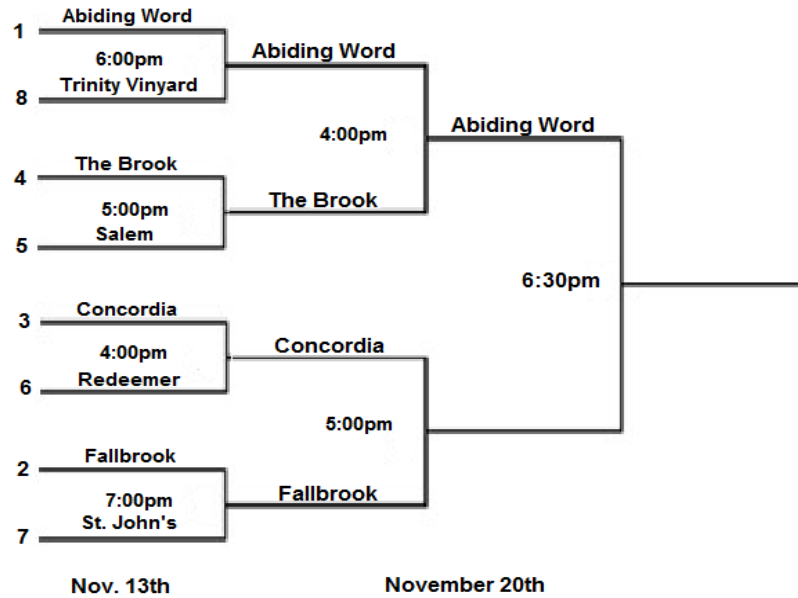 1 Abiding Word
6:00pm
8 Trinity Vinyard
4 The Brook
5:00pm
5 Salem
3 Concordia
4:00pm
6 Redeemer
2 Fallbrook
7:00pm
7 St. John's
Nov. 13th
Abiding Word
4:00pm
The Brook
Concordia
5:00pm
Fallbrook
Abiding Word
6:30pm
November 20th